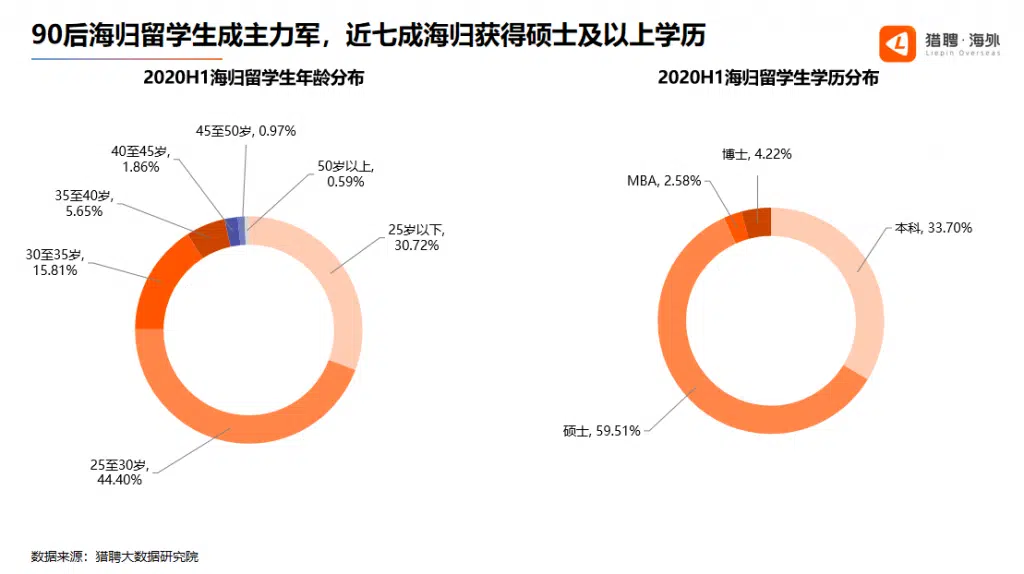 90后海归留学生成主力军，近七成海归获得硕士及以上学历
猎聘·海外
Liepin Overseas
2020H1海归留学生年龄分布
45至50岁, 0.97%
40至45岁,
1.86%
50岁以上,
0.59%
35至40岁,
5.65%
25岁以下,
30.72%
30至35岁,
15.81%
25至30岁,
44.40%
2020H1海归留学生学历分布
博士, 4.22%
MBA, 2.58%
本科, 33.70%
硕士, 59.51%
数据来源：猎聘大数据研究院